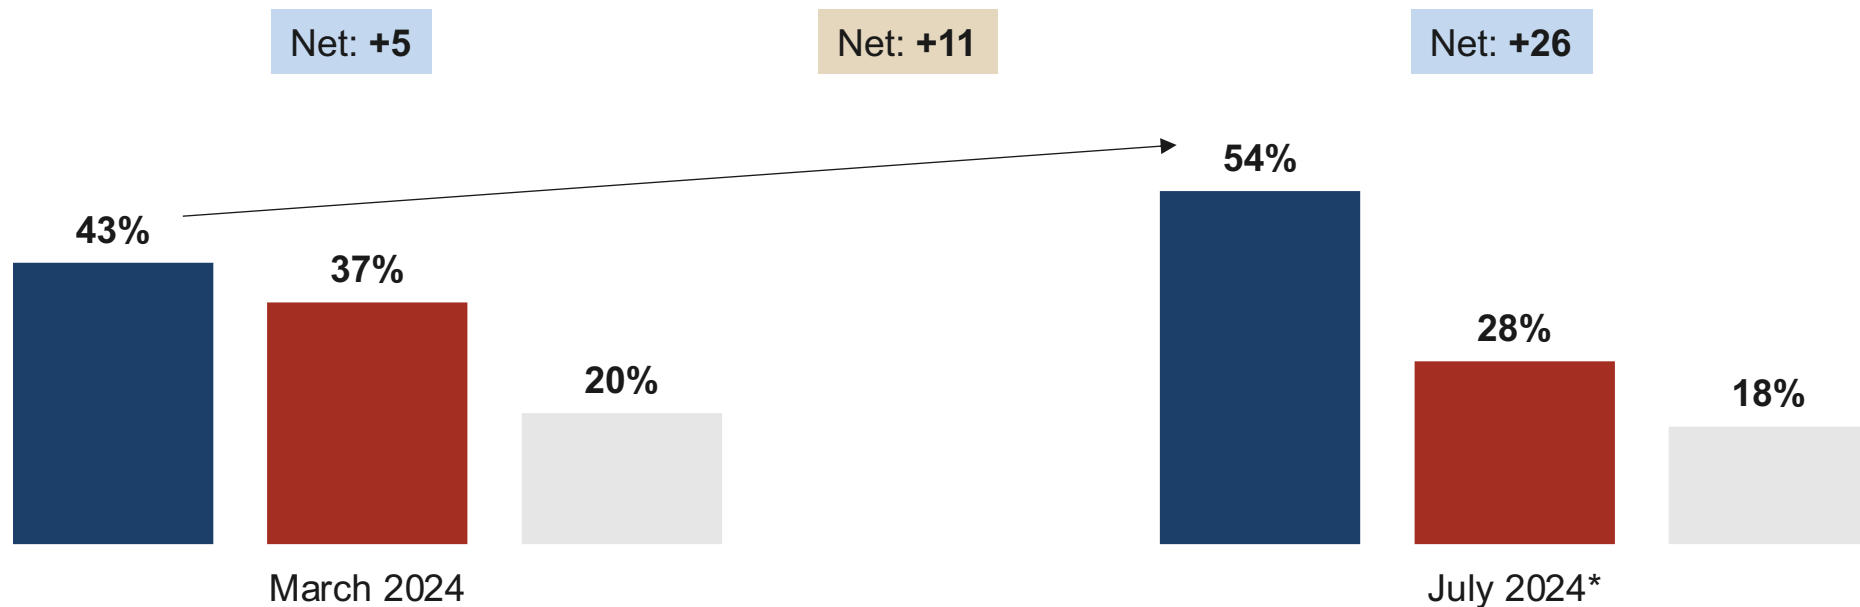 Net: +5
Net: +11
Net: +26
43%
37%
20%
54%
28%
18%
March 2024
July 2024*